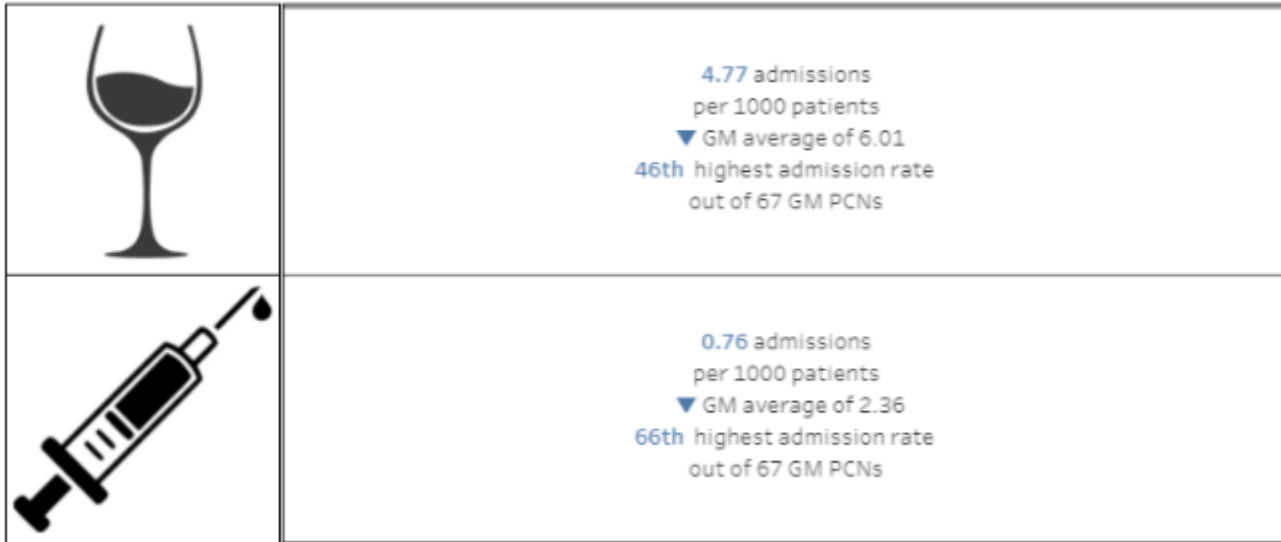 4.77 admissions
per 1000 patients
▼ GM average of 6.01
46th highest admission rate
out of 67 GM PCNs
0.76 admissions
per 1000 patients
▼ GM average of 2.36
66th highest admission rate
out of 67 GM PCNs